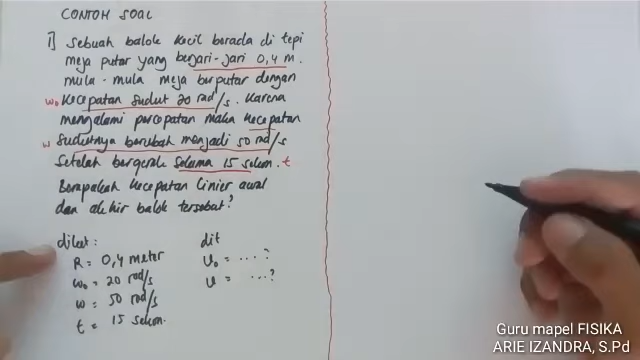 CONTOH SOAL
1] Sebuah balok kecil berada di tepi
meja putar yang berjari-jari 0,4 m.
mula-mula meja berputar dengan
ω₀ Kecepatan sudut 20 rad/s. Karena
mengalami percepatan maka kecepatan
ω Sudutnya berubah menjadi 50 rad/s
Setelah bergerak selama 15 sekon. t
Berapakah kecepatan linier awal
dan akhir balok tersebut?
diket:
R = 0,4 meter
ω₀ = 20 rad/s
ω = 50 rad/s
t = 15 sekon.
dit
v₀ = ...?
v = ...?
Guru mapel FISIKA
ARIE IZANDRA, S.Pd